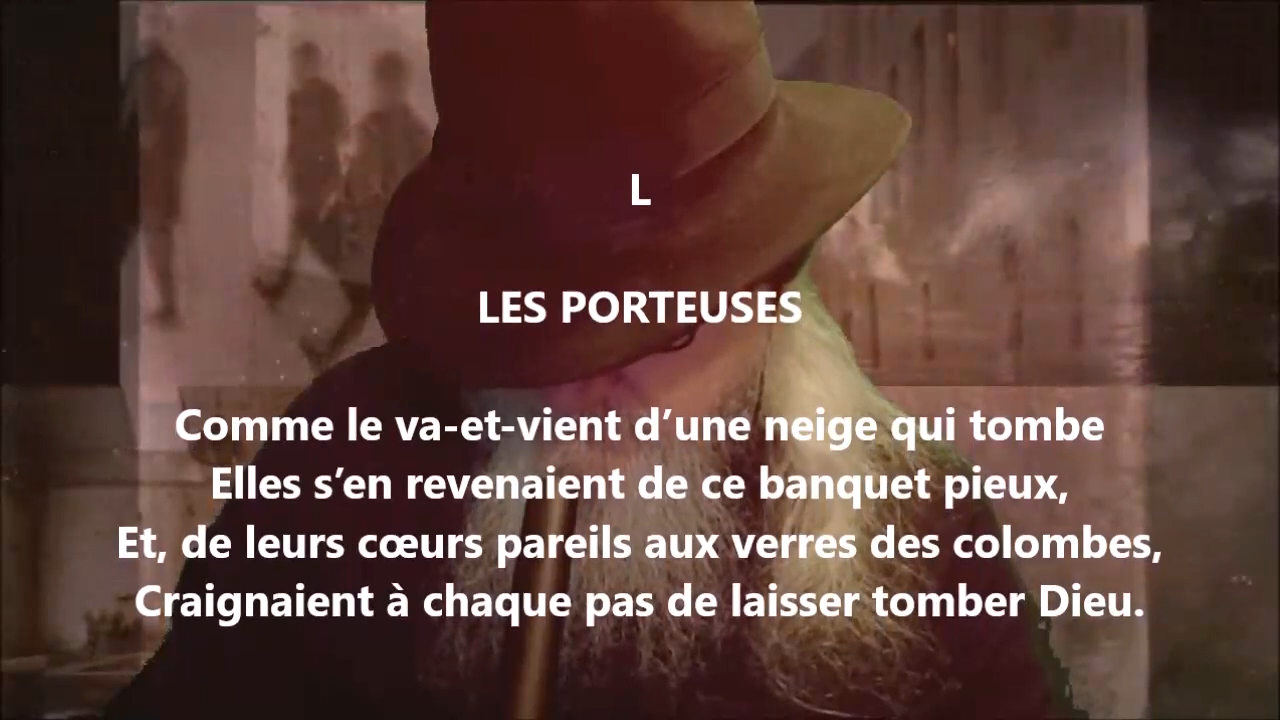 L
LES PORTEUSES
Comme le va-et-vient d’une neige qui tombe
Elles s’en revenaient de ce banquet pieux,
Et, de leurs cœurs pareils aux verres des colombes,
Craignaient à chaque pas de laisser tomber Dieu.